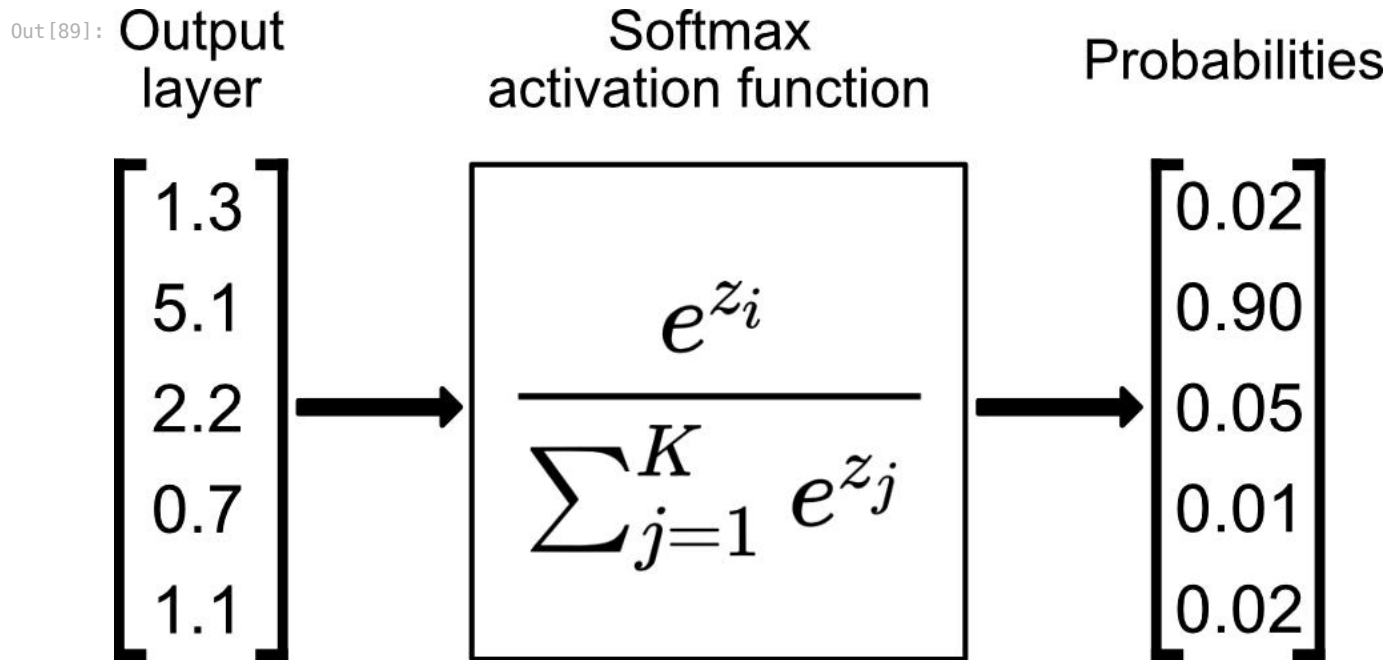 Out[89]:
Output
layer
Softmax
activation function
Probabilities
1.3
5.1
2.2
0.7
1.1
e^{z_i}
∑_{j=1}^{K} e^{z_j}
0.02
0.90
0.05
0.01
0.02